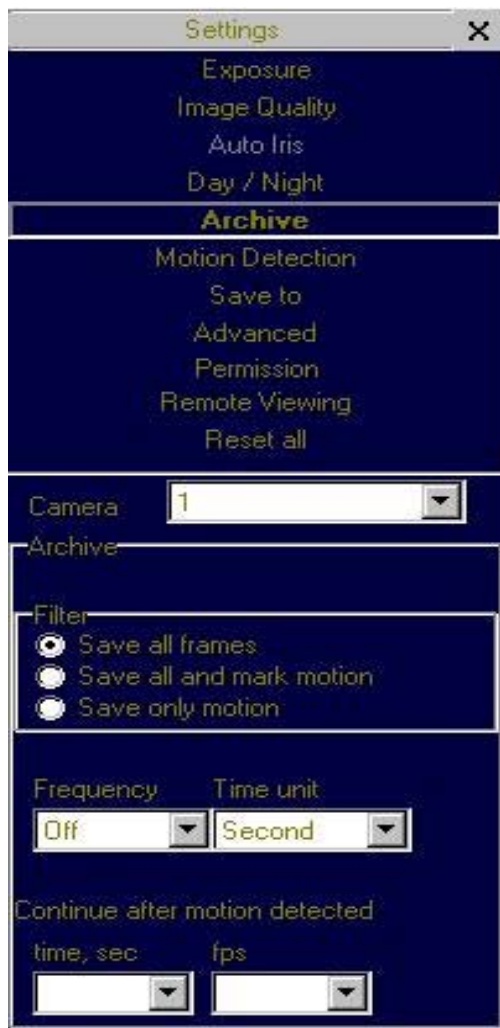 Settings
Exposure
Image Quality
Auto Iris
Day / Night
Archive
Motion Detection
Save to
Advanced
Permission
Remote Viewing
Reset all
Camera 1
Archive
Filter
Save all frames
Save all and mark motion
Save only motion
Frequency Time unit
Off Second
Continue after motion detected
time, sec fps